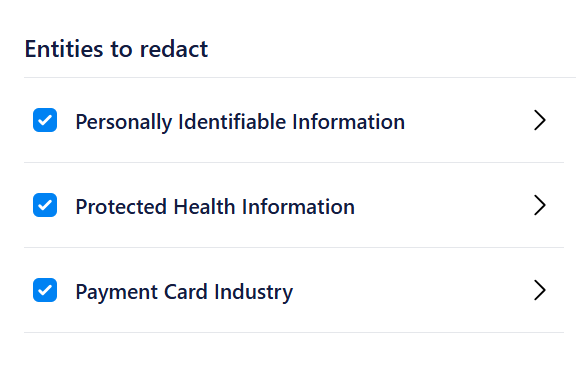 Entities to redact
Personally Identifiable Information
Protected Health Information
Payment Card Industry